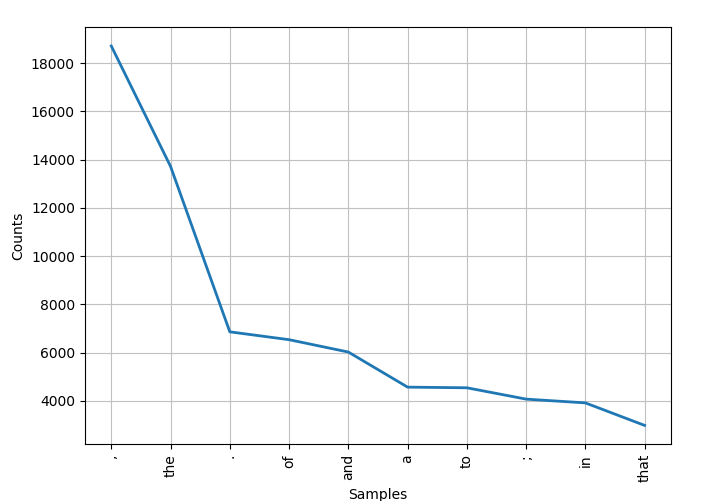 18000
16000
14000
12000
10000
8000
6000
4000
Counts
, the . of and a to ; in that
Samples